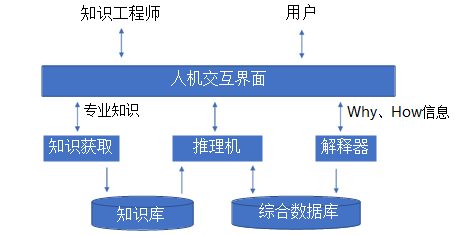 知识工程师
用户
人机交互界面
专业知识
Why、How信息
知识获取
推理机
解释器
知识库
综合数据库